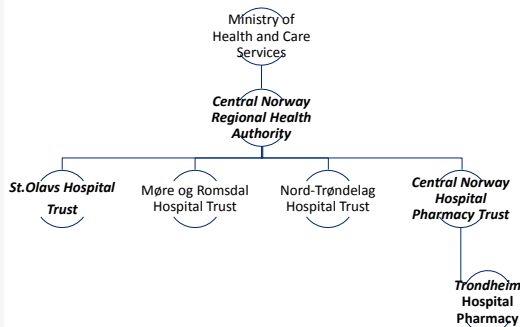 Ministry of
Health and Care
Services
Central Norway
Regional Health
Authority
St.Olavs Hospital
Trust
Møre og Romsdal
Hospital Trust
Nord-Trøndelag
Hospital Trust
Central Norway
Hospital
Pharmacy Trust
Trondheim
Hospital
Pharmacy